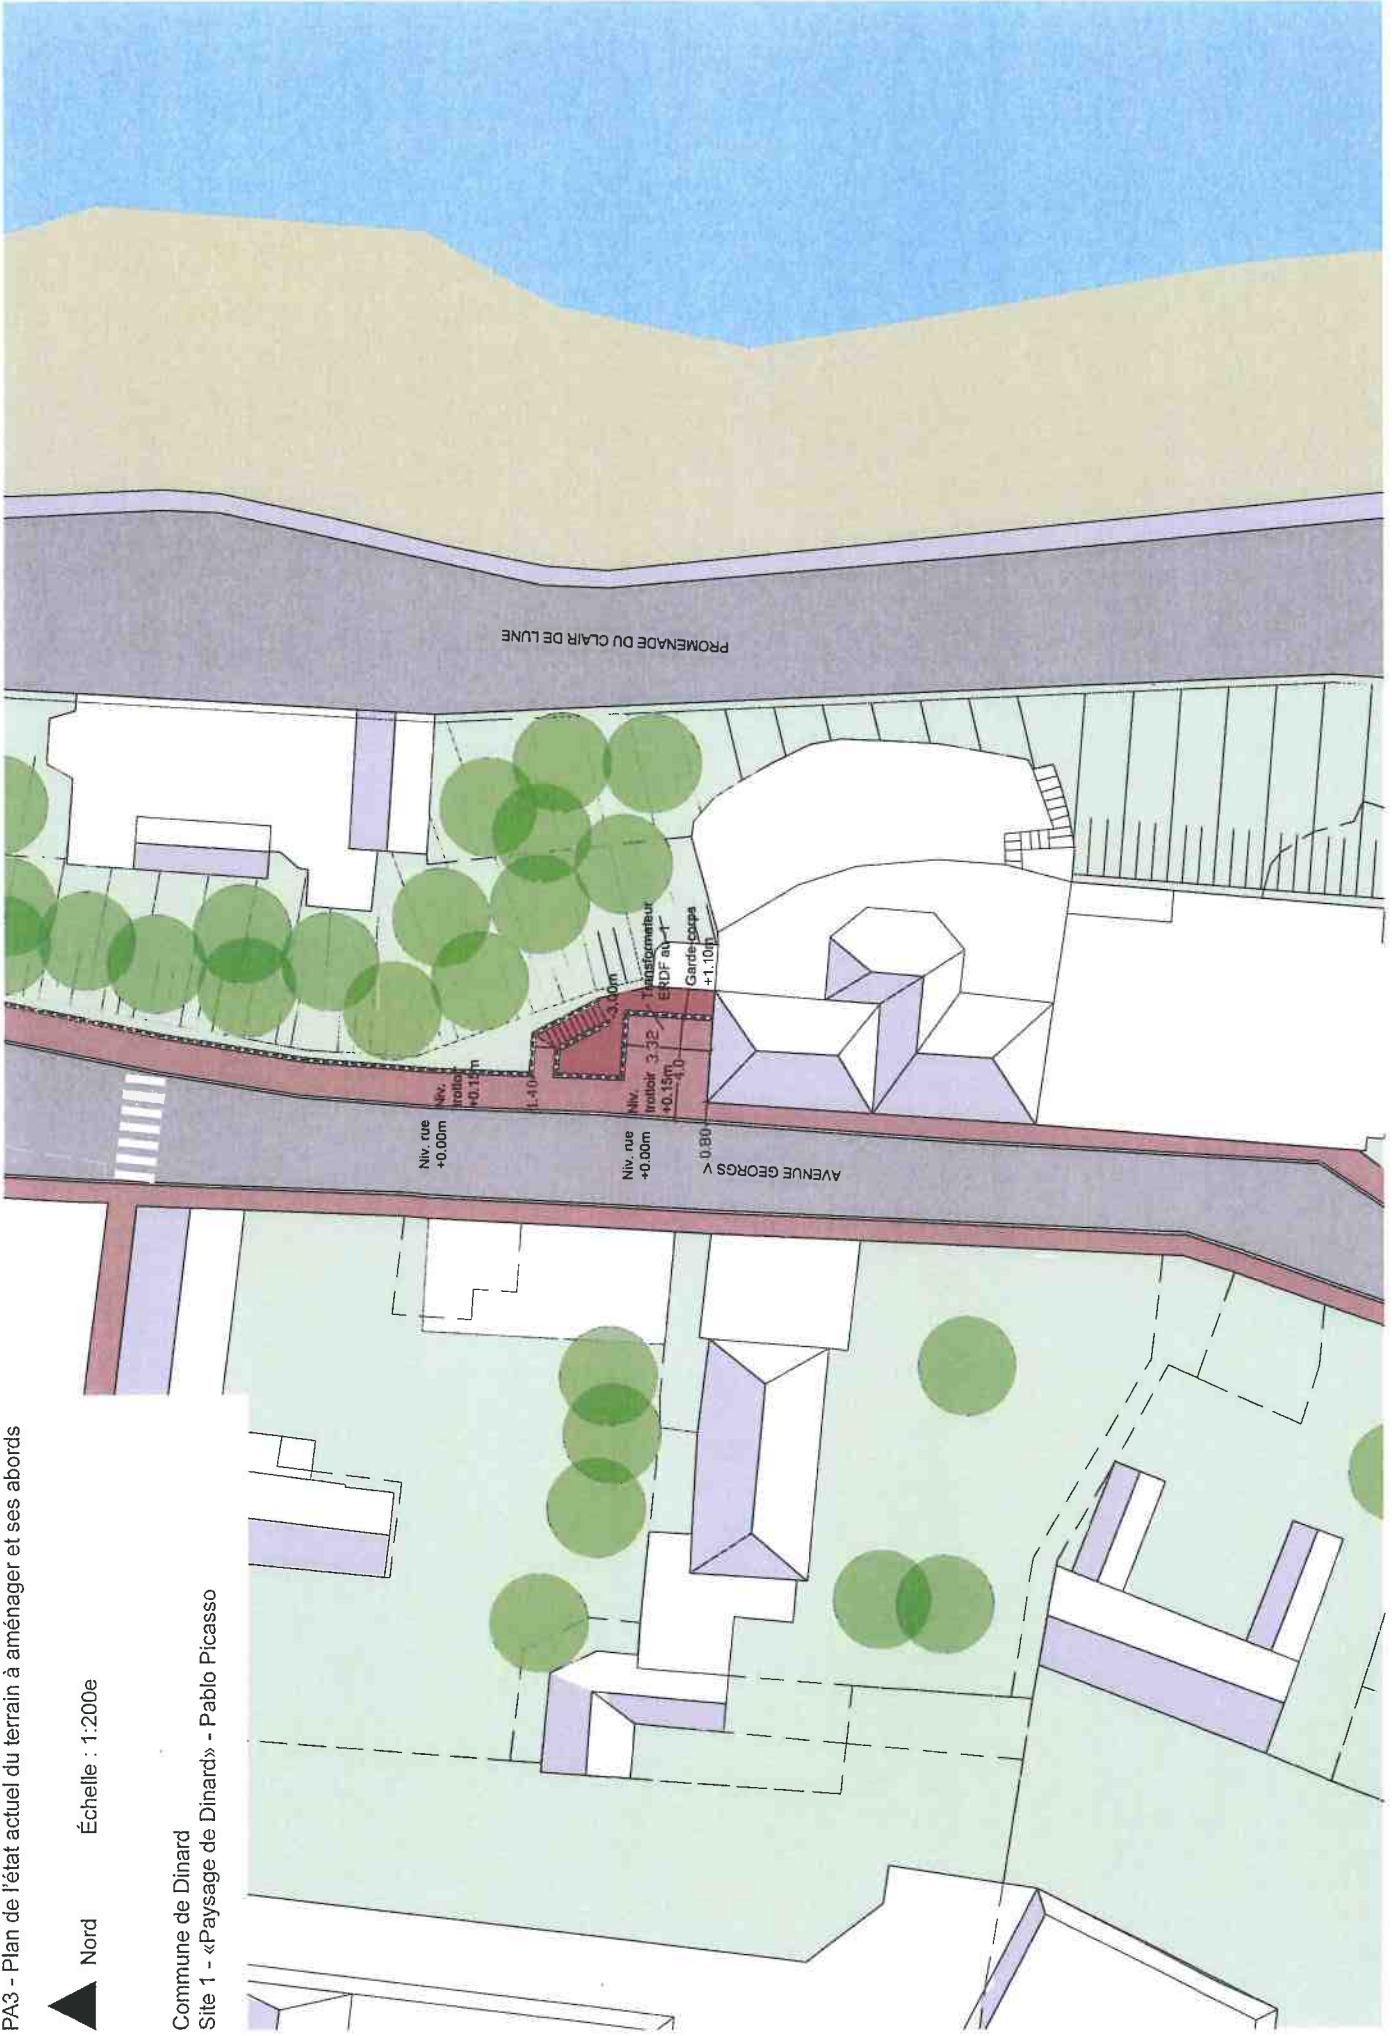 PA3 - Plan de l'état actuel du terrain à aménager et ses abords
Nord
Échelle : 1:200e
Commune de Dinard
Site 1 - «Paysage de Dinard» - Pablo Picasso
PROMENADE DU CLAIR DE LUNE
AVENUE GEORGS V
Niv. rue
+0.00m
Niv.
trottoir
+0.15m
1.40
-3.00m
Niv. rue
+0.00m
Niv.
trottoir
+0.15m
3.32
4.0
0.80
Transformateur
ERDF au -1
Garde-corps
+1.10m